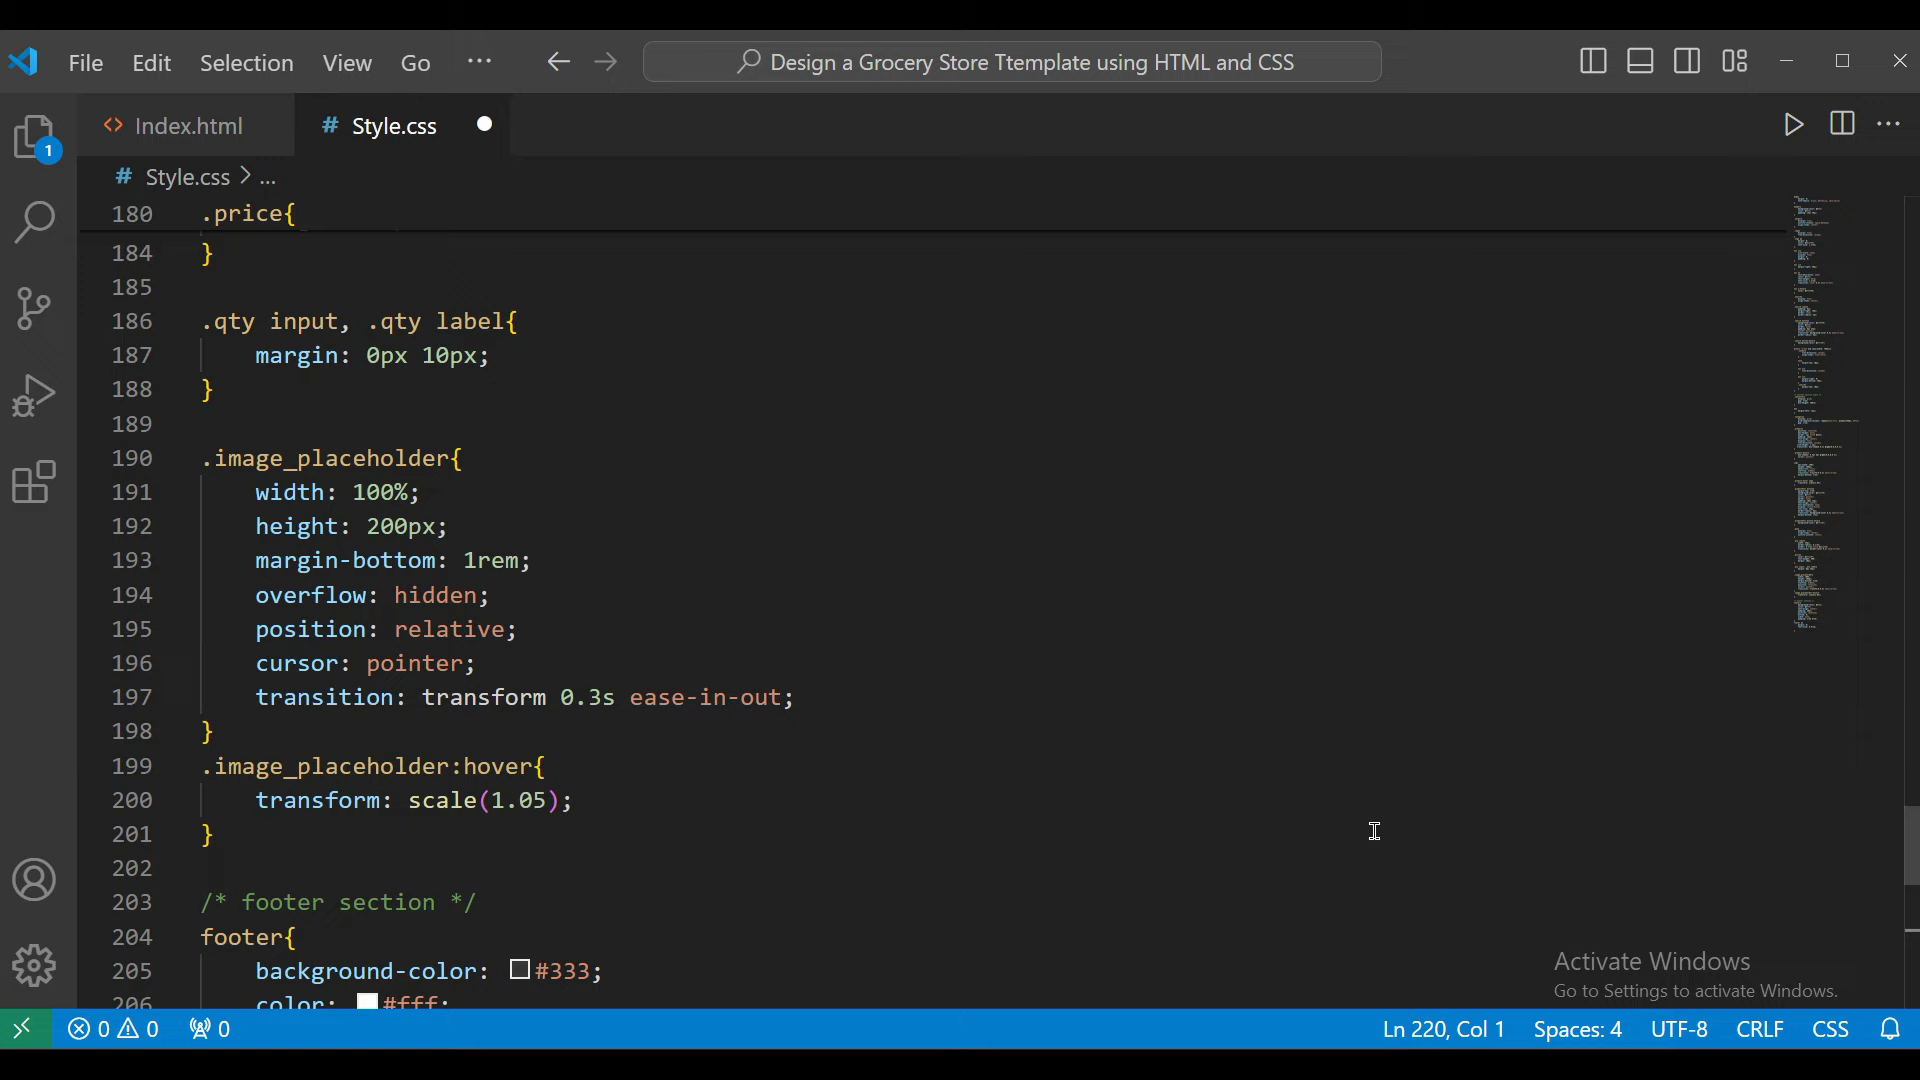 File Edit Selection View Go ··· Design a Grocery Store Ttemplate using HTML and CSS
<> Index.html # Style.css
1
# Style.css > ...
180 .price{
184 }
185
186 .qty input, .qty label{
187 margin: 0px 10px;
188 }
189
190 .image_placeholder{
191 width: 100%;
192 height: 200px;
193 margin-bottom: 1rem;
194 overflow: hidden;
195 position: relative;
196 cursor: pointer;
197 transition: transform 0.3s ease-in-out;
198 }
199 .image_placeholder:hover{
200 transform: scale(1.05);
201 }
202
203 /* footer section */
204 footer{
205 background-color: #333;
206 color: #fff;
Activate Windows
Go to Settings to activate Windows.
0 0 0 Ln 220, Col 1 Spaces: 4 UTF-8 CRLF CSS